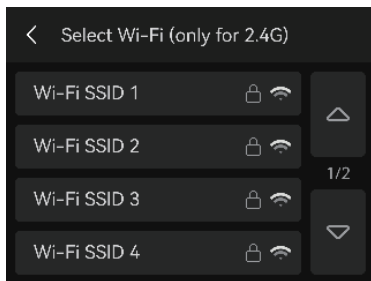 Select Wi-Fi (only for 2.4G)
Wi-Fi SSID 1
Wi-Fi SSID 2
1/2
Wi-Fi SSID 3
Wi-Fi SSID 4